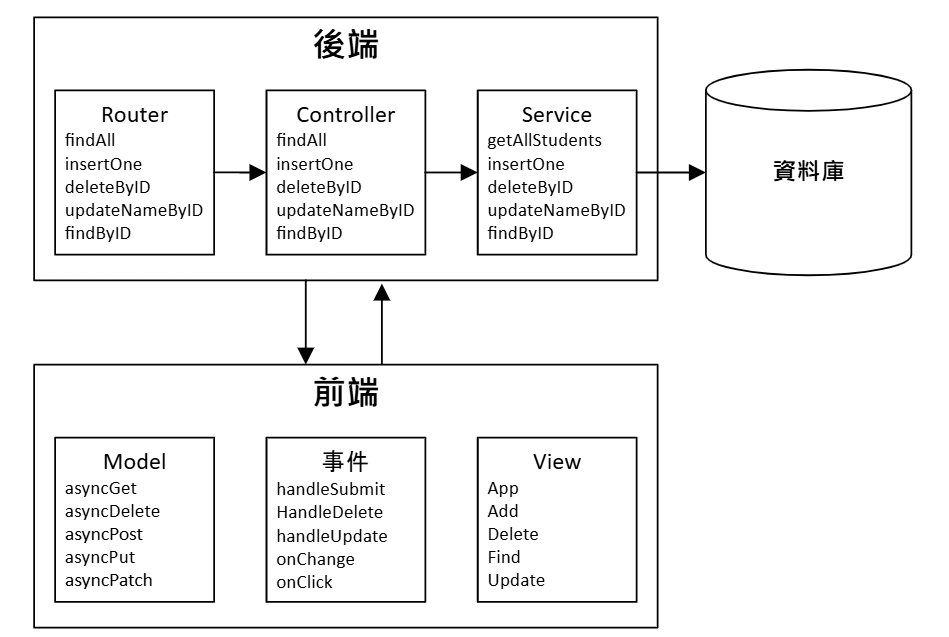 後端
Router
findAll
insertOne
deleteByID
updateNameByID
findByID
Controller
findAll
insertOne
deleteByID
updateNameByID
findByID
Service
getAllStudents
insertOne
deleteByID
updateNameByID
findByID
資料庫
前端
Model
asyncGet
asyncDelete
asyncPost
asyncPut
asyncPatch
事件
handleSubmit
HandleDelete
handleUpdate
onChange
onClick
View
App
Add
Delete
Find
Update